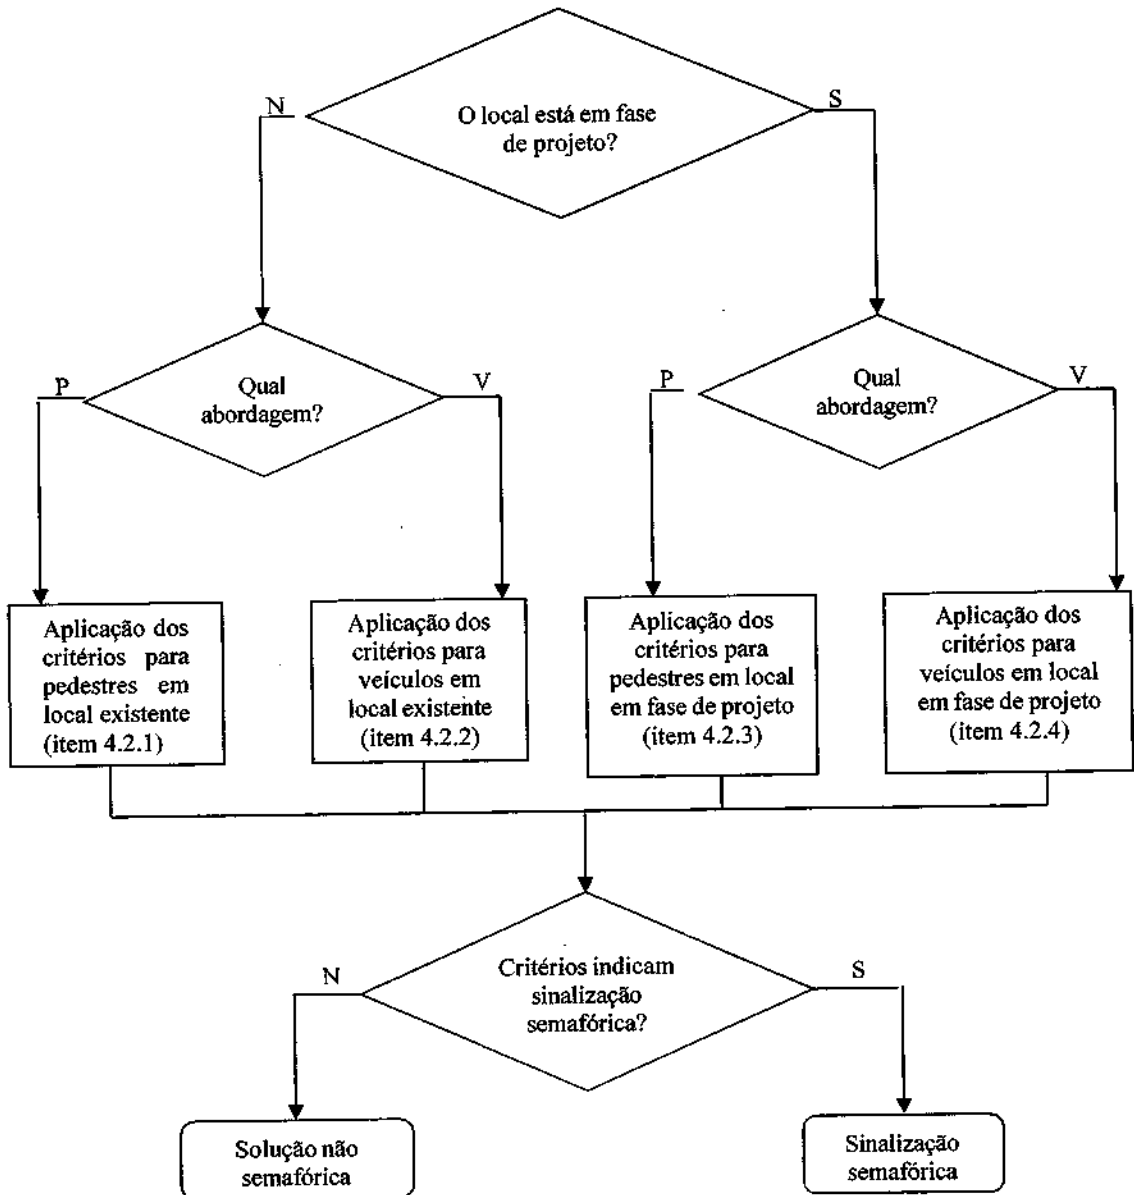 N
S
O local está em fase
de projeto?
P
Qual
abordagem?
V
P
Qual
abordagem?
V
Aplicação dos
critérios para
pedestres em
local existente
(item 4.2.1)
Aplicação dos
critérios para
veículos em
local existente
(item 4.2.2)
Aplicação dos
critérios para
pedestres em local
em fase de projeto
(item 4.2.3)
Aplicação dos
critérios para
veículos em local
em fase de projeto
(item 4.2.4)
N
Critérios indicam
sinalização
semafórica?
S
Solução não
semafórica
Sinalização
semafórica